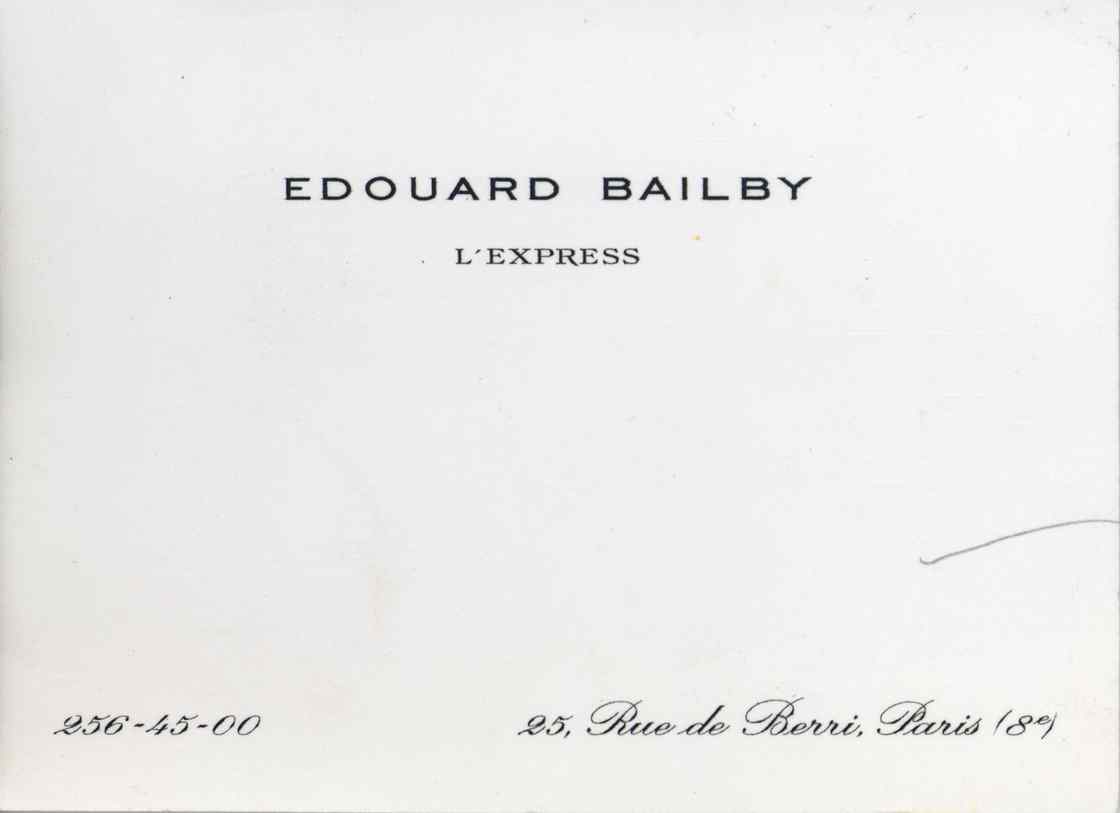 EDOUARD BAILBY
L'EXPRESS
256-45-00
25, Rue de Berri, Paris (8e)